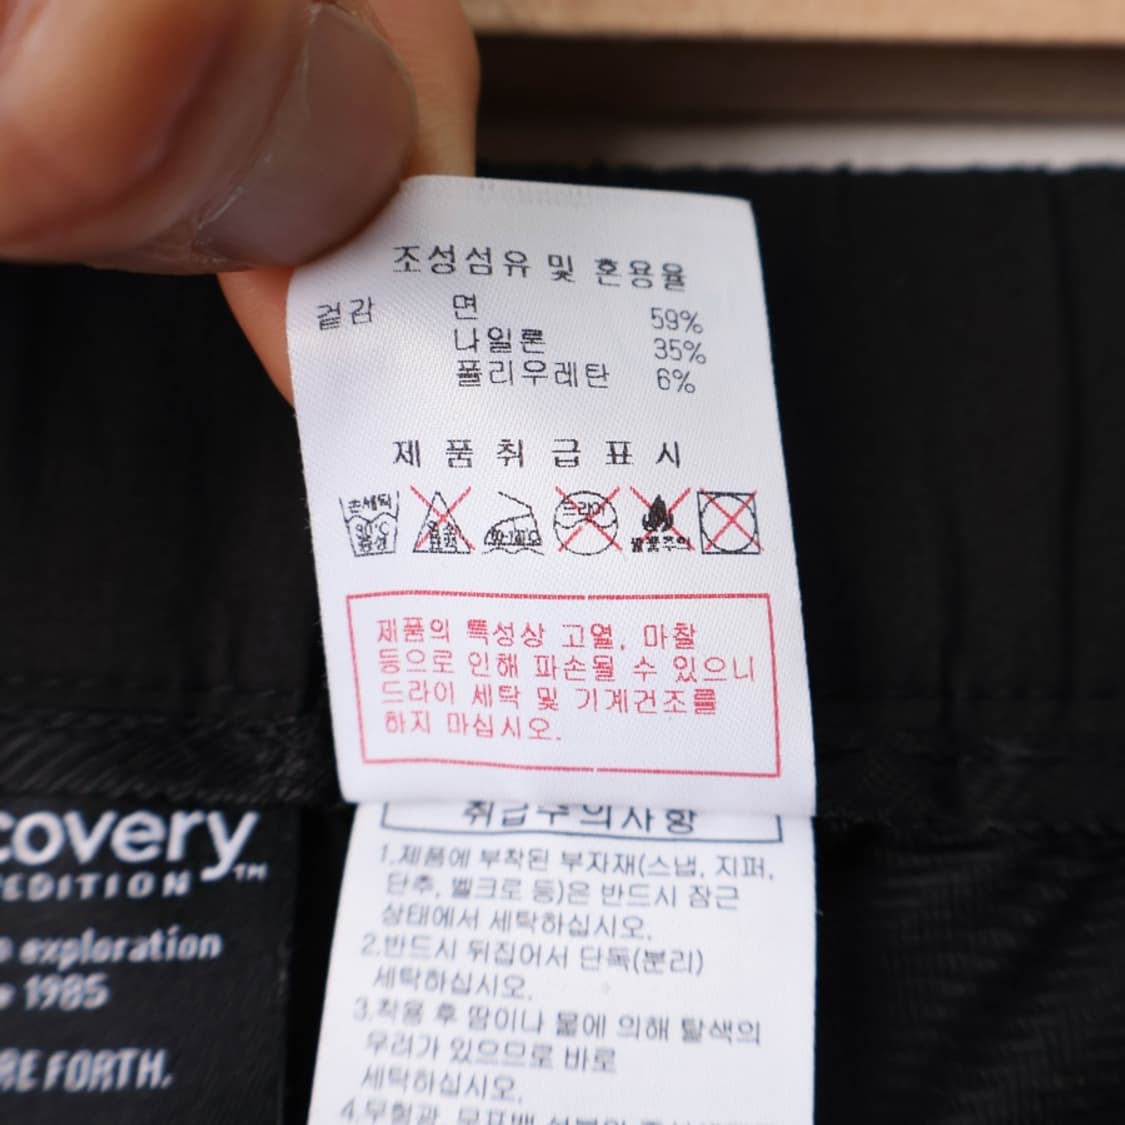 조성섬유 및 혼용율
겉감 면 59%
나일론 35%
폴리우레탄 6%
제품취급표시
손세탁
중성
드라이
제품의 특성상 고열, 마찰
등으로 인해 파손될 수 있으니
드라이 세탁 및 기계건조를
하지 마십시오.
취급주의사항
1.제품에 부착된 부자재(스냅, 지퍼,
단추, 벨크로 등)은 반드시 잠근
상태에서 세탁하십시오.
2.반드시 뒤집어서 단독(분리)
세탁하십시오.
3.착용 후 땀이나 물에 의해 탈색의
우려가 있으므로 바로
세탁하십시오.
covery™
EDITION
exploration
1985
RE FORTH.